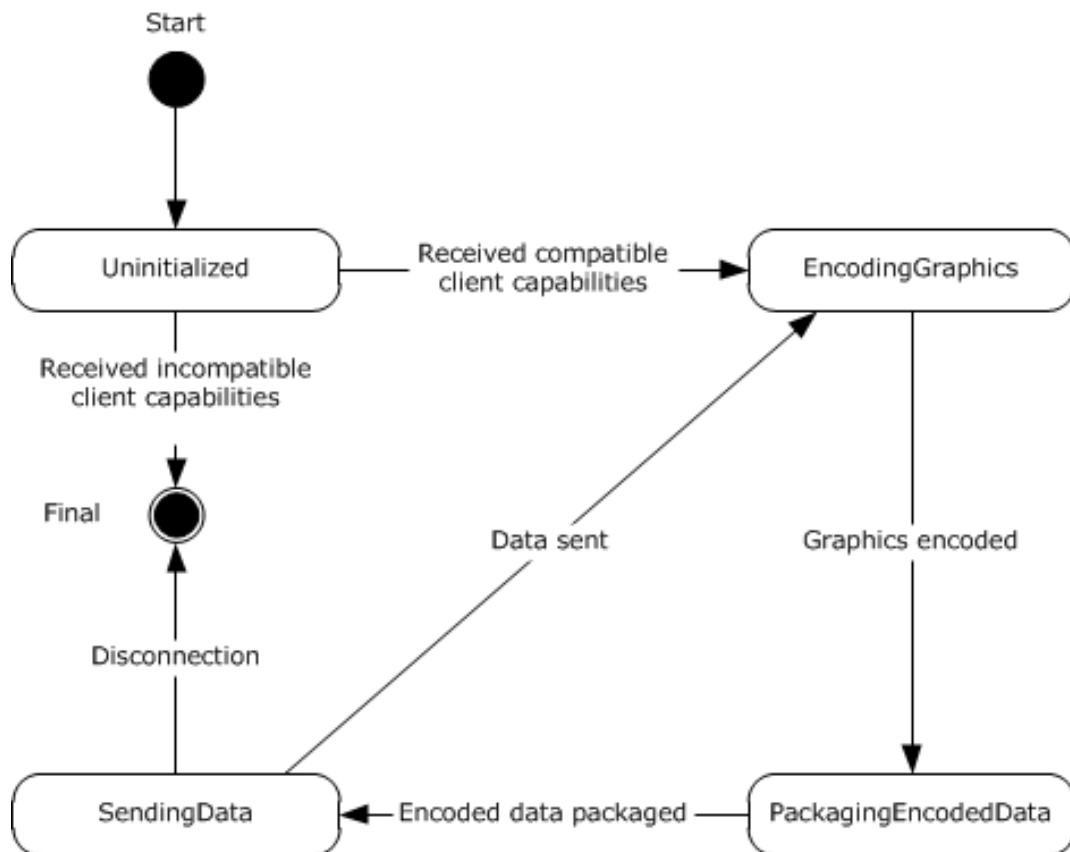 Start
Uninitialized
Received compatible
client capabilities
EncodingGraphics
Received incompatible
client capabilities
Final
Data sent
Graphics encoded
Disconnection
SendingData
Encoded data packaged
PackagingEncodedData